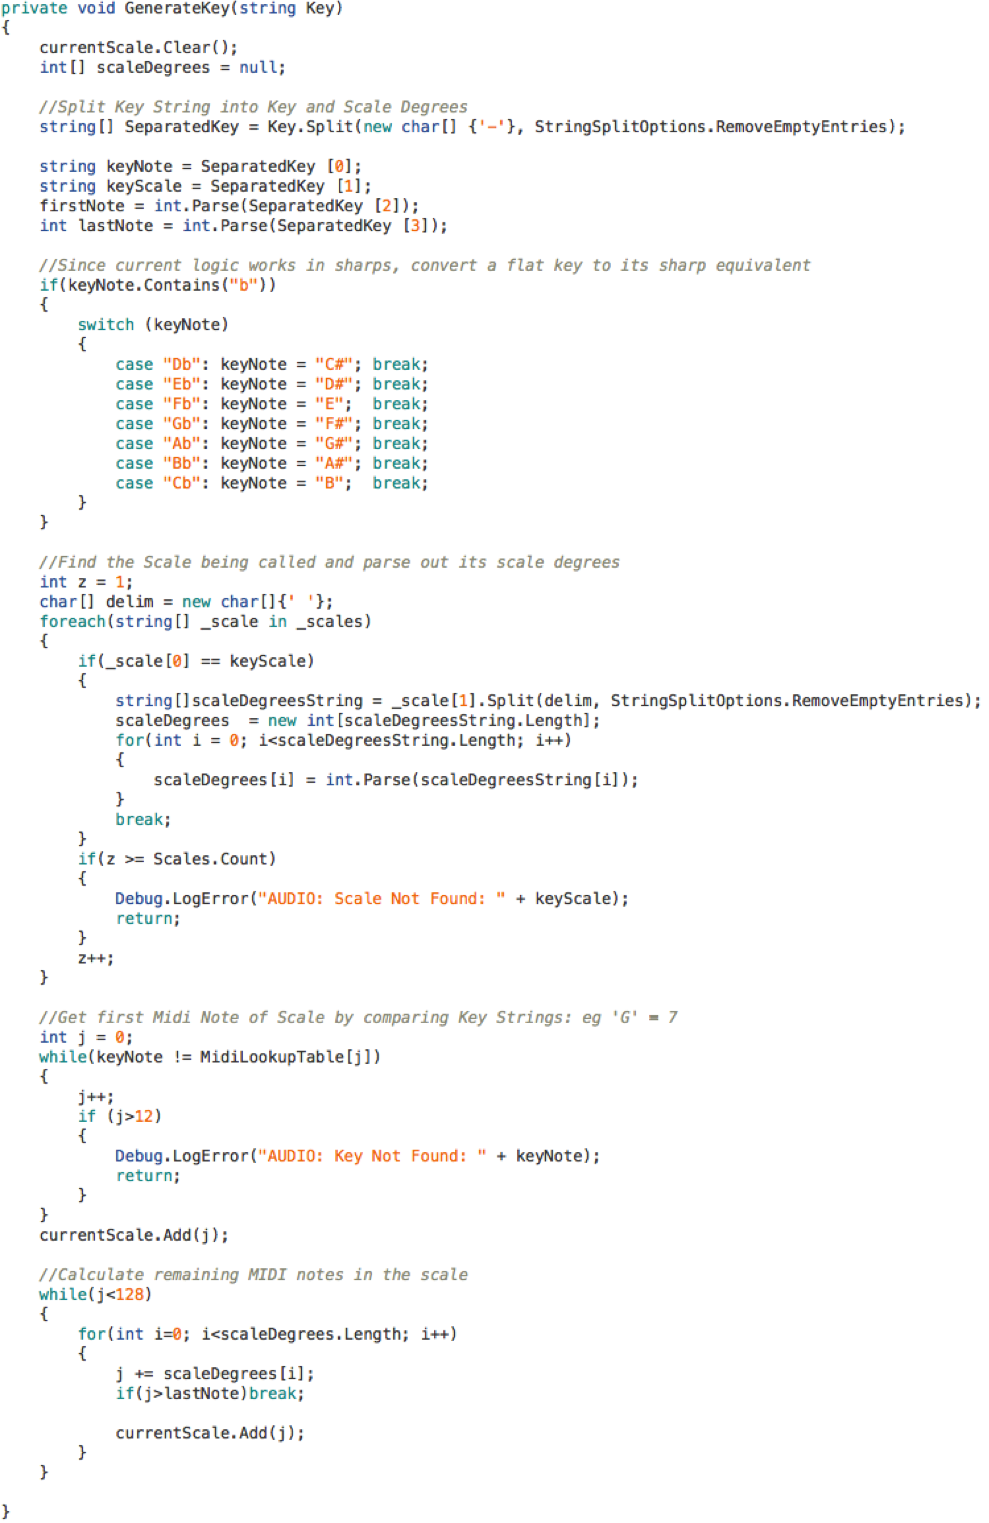 private void GenerateKey(string Key)
{
    currentScale.Clear();
    int[] scaleDegrees = null;

    //Split Key String into Key and Scale Degrees
    string[] SeparatedKey = Key.Split(new char[] {'-'}, StringSplitOptions.RemoveEmptyEntries);

    string keyNote = SeparatedKey [0];
    string keyScale = SeparatedKey [1];
    firstNote = int.Parse(SeparatedKey [2]);
    int lastNote = int.Parse(SeparatedKey [3]);

    //Since current logic works in sharps, convert a flat key to its sharp equivalent
    if(keyNote.Contains("b"))
    {
        switch (keyNote)
        {
            case "Db": keyNote = "C#"; break;
            case "Eb": keyNote = "D#"; break;
            case "Fb": keyNote = "E";  break;
            case "Gb": keyNote = "F#"; break;
            case "Ab": keyNote = "G#"; break;
            case "Bb": keyNote = "A#"; break;
            case "Cb": keyNote = "B";  break;
        }
    }

    //Find the Scale being called and parse out its scale degrees
    int z = 1;
    char[] delim = new char[]{' '};
    foreach(string[] _scale in _scales)
    {
        if(_scale[0] == keyScale)
        {
            string[]scaleDegreesString = _scale[1].Split(delim, StringSplitOptions.RemoveEmptyEntries);
            scaleDegrees  = new int[scaleDegreesString.Length];
            for(int i = 0; i<scaleDegreesString.Length; i++)
            {
                scaleDegrees[i] = int.Parse(scaleDegreesString[i]);
            }
            break;
        }
        if(z >= Scales.Count)
        {
            Debug.LogError("AUDIO: Scale Not Found: " + keyScale);
            return;
        }
        z++;
    }

    //Get first Midi Note of Scale by comparing Key Strings: eg 'G' = 7
    int j = 0;
    while(keyNote != MidiLookupTable[j])
    {
        j++;
        if (j>12)
        {
            Debug.LogError("AUDIO: Key Not Found: " + keyNote);
            return;
        }
    }
    currentScale.Add(j);

    //Calculate remaining MIDI notes in the scale
    while(j<128)
    {
        for(int i=0; i<scaleDegrees.Length; i++)
        {
            j += scaleDegrees[i];
            if(j>lastNote)break;

            currentScale.Add(j);
        }
    }

}